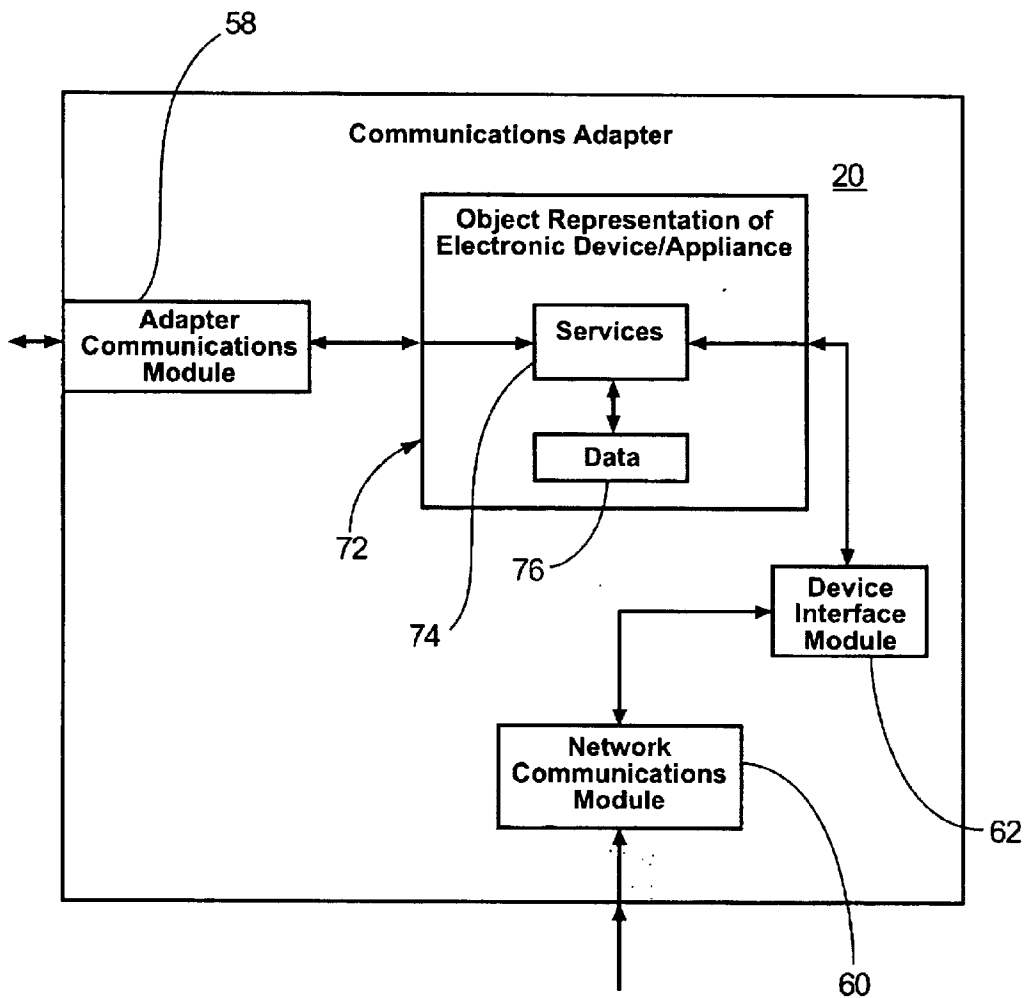 58
Communications Adapter
20
Object Representation of
Electronic Device/Appliance
Adapter
Communications
Module
Services
Data
72
76
74
Device
Interface
Module
Network
Communications
Module
62
60